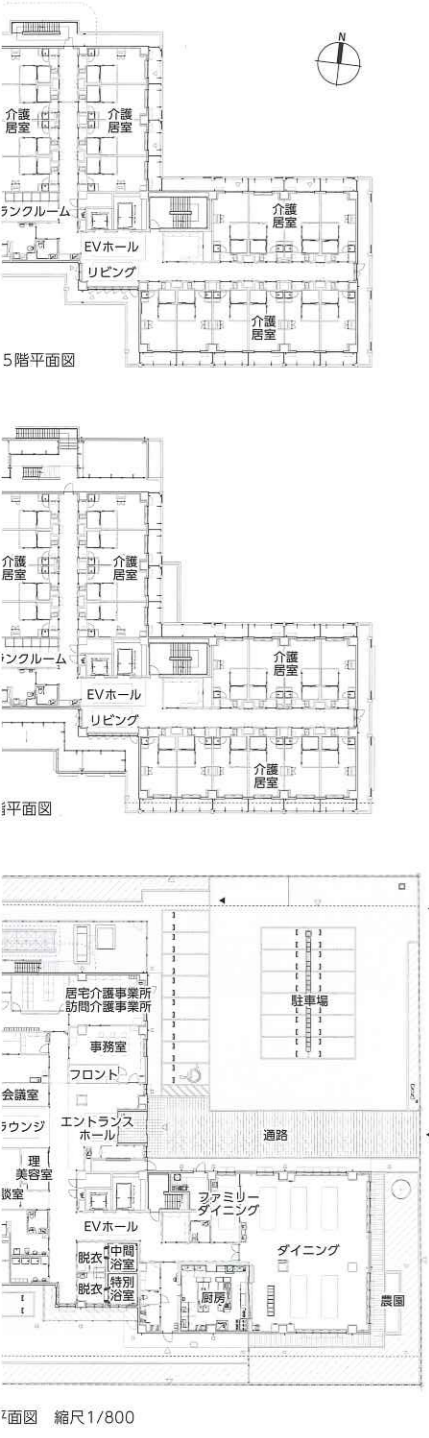 N
介護
居室
介護
居室
ランクルーム
EVホール
リビング
介護
居室
介護
居室
5階平面図
介護
居室
介護
居室
ンクルーム
EVホール
リビング
介護
居室
介護
居室
平面図
居宅介護事業所
訪問介護事業所
事務室
フロント
駐車場
会議室
ラウンジ
エントランス
ホール
通路
理
美容室
談室
ファミリー
ダイニング
EVホール
ダイニング
脱衣
中間
浴室
脱衣
特別
浴室
厨房
農園
平面図 縮尺1/800